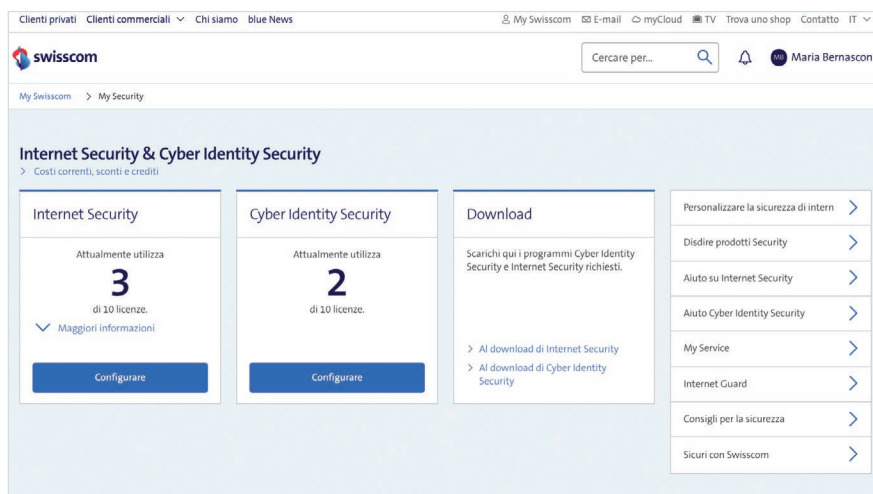 Clienti privati Clienti commerciali Chi siamo blue News My Swisscom E-mail myCloud TV Trova uno shop Contatto IT
swisscom Cercare per... MB Maria Bernascon
My Swisscom > My Security
Internet Security & Cyber Identity Security
> Costi correnti, sconti e crediti
Internet Security
Attualmente utilizza
3
di 10 licenze.
Maggiori informazioni
Configurare
Cyber Identity Security
Attualmente utilizza
2
di 10 licenze.
Configurare
Download
Scarichi qui i programmi Cyber Identity
Security e Internet Security richiesti.
> Al download di Internet Security
> Al download di Cyber Identity
Security
Personalizzare la sicurezza di intern
Disdire prodotti Security
Aiuto su Internet Security
Aiuto Cyber Identity Security
My Service
Internet Guard
Consigli per la sicurezza
Sicuri con Swisscom